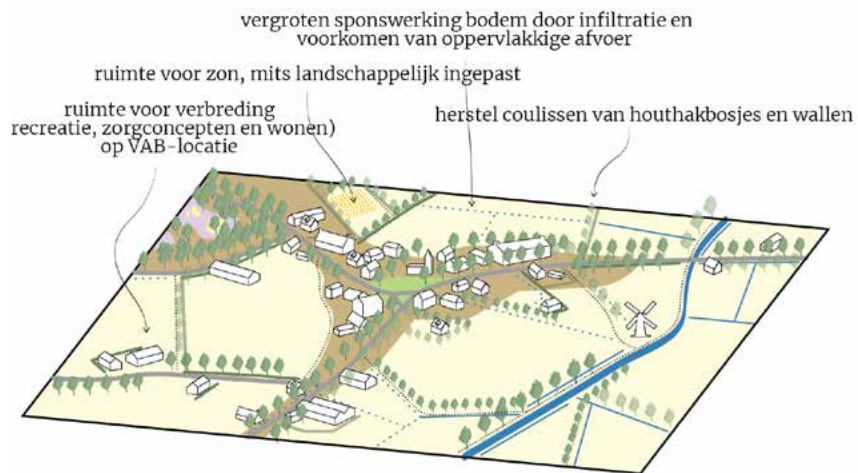 vergroten sponswerking bodem door infiltratie en
voorkomen van oppervlakkige afvoer
ruimte voor zon, mits landschappelijk ingepast
ruimte voor verbreding
recreatie, zorgconcepten en wonen)
op VAB-locatie
herstel coulissen van houthakbosjes en wallen